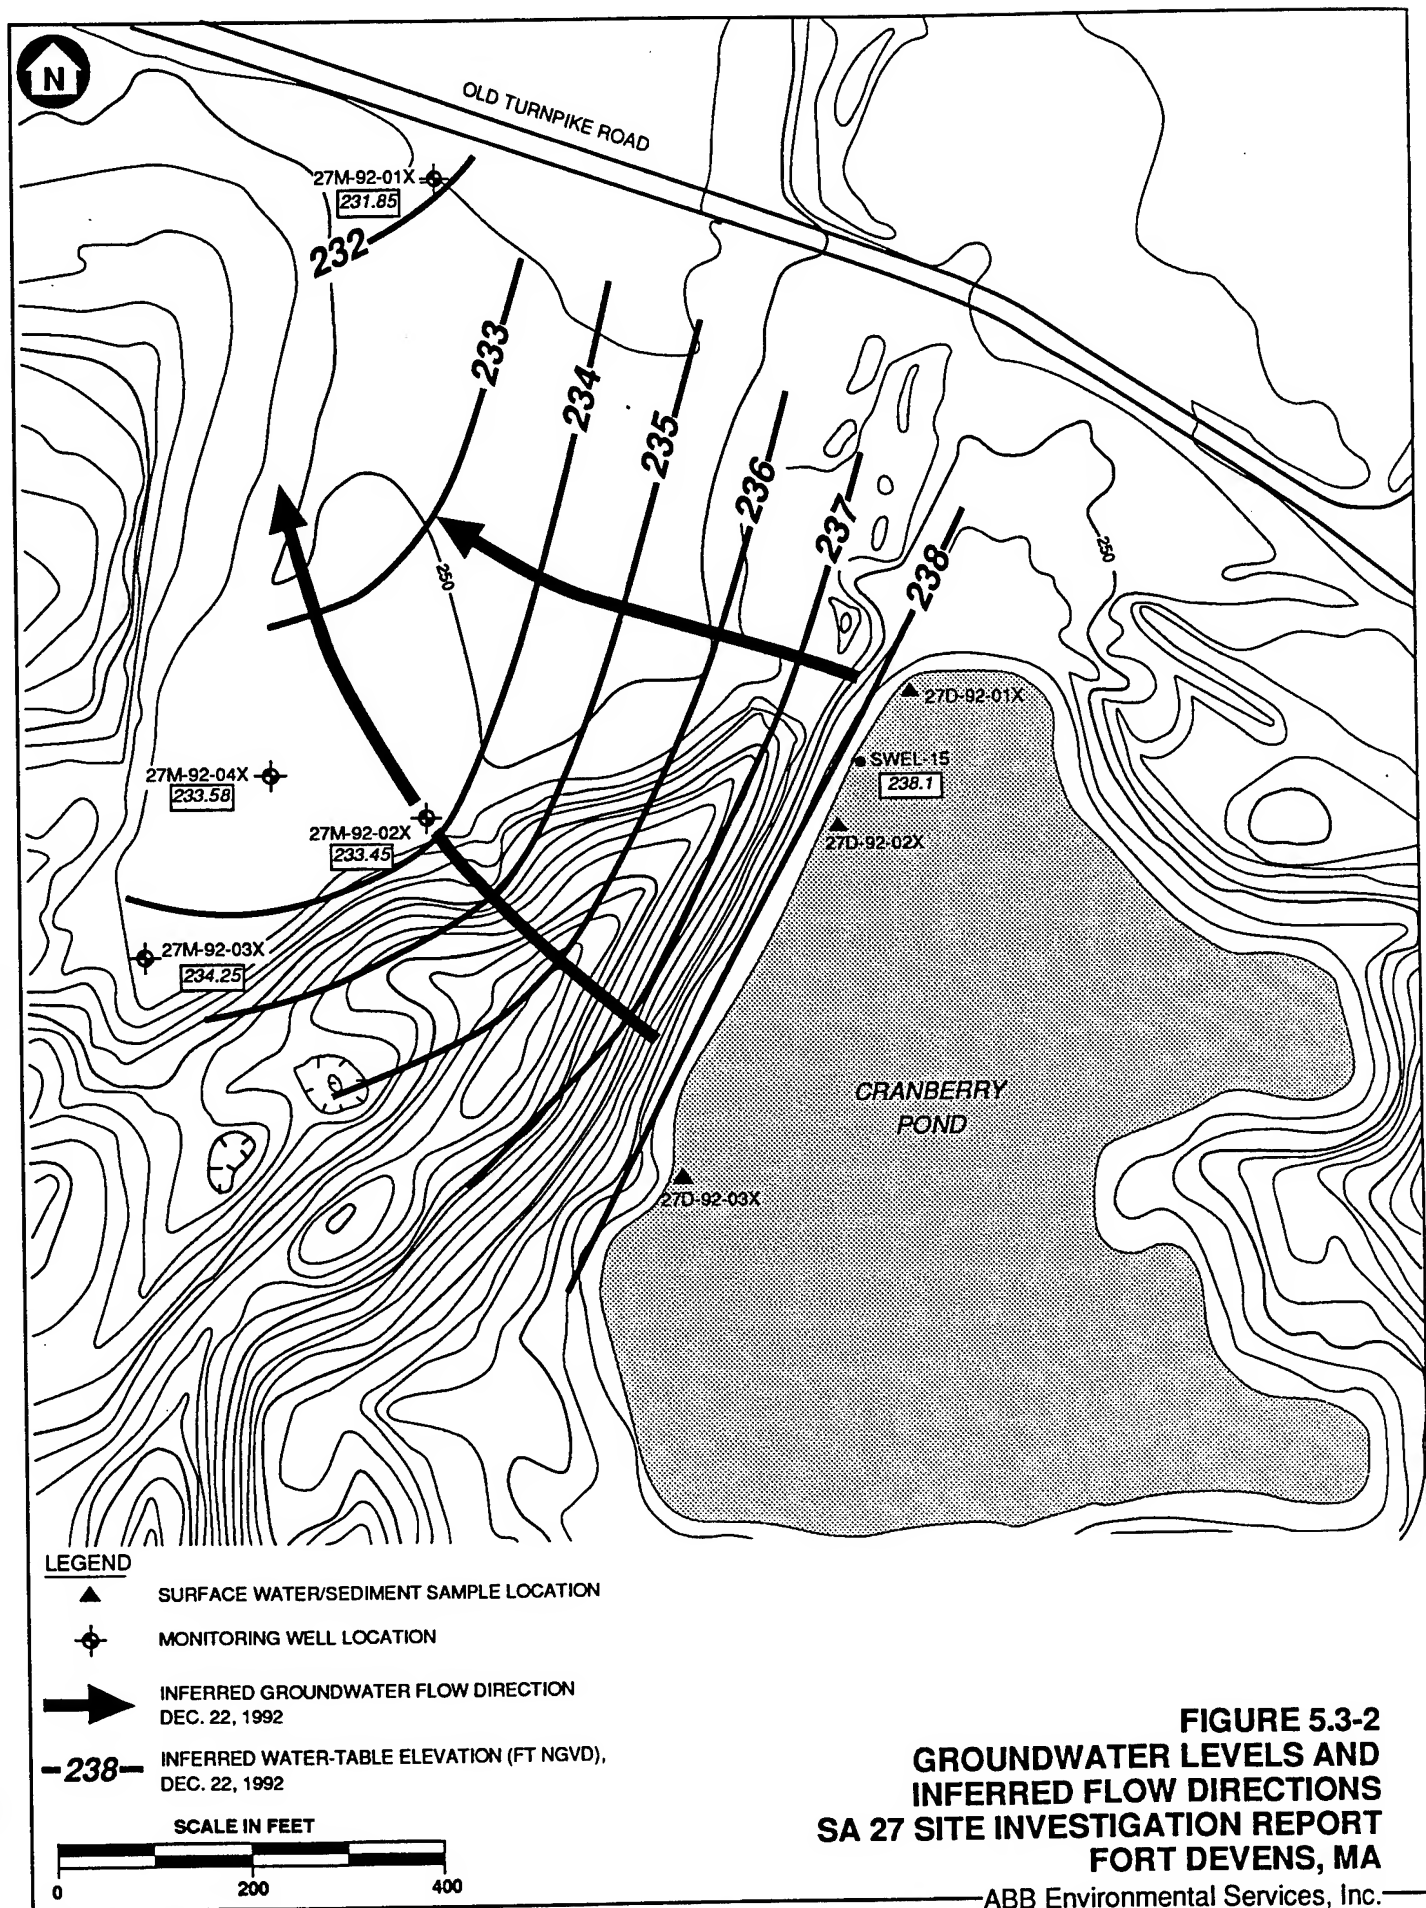 N
OLD TURNPIKE ROAD
27M-92-01X
231.85
232
233
234
235
236
237
238
250
250
27D-92-01X
SWEL-15
238.1
27D-92-02X
27M-92-04X
233.58
27M-92-02X
233.45
27M-92-03X
234.25
CRANBERRY
POND
27D-92-03X
LEGEND
SURFACE WATER/SEDIMENT SAMPLE LOCATION
MONITORING WELL LOCATION
INFERRED GROUNDWATER FLOW DIRECTION
DEC. 22, 1992
238
INFERRED WATER-TABLE ELEVATION (FT NGVD),
DEC. 22, 1992
SCALE IN FEET
0 200 400
FIGURE 5.3-2
GROUNDWATER LEVELS AND
INFERRED FLOW DIRECTIONS
SA 27 SITE INVESTIGATION REPORT
FORT DEVENS, MA
ABB Environmental Services, Inc.